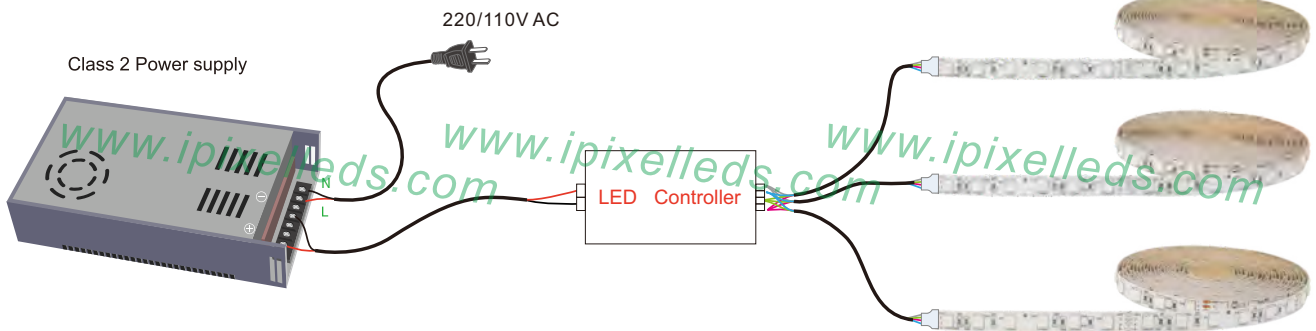 220/110V AC
Class 2 Power supply
www.ipixelleds.com
www.ipixelleds.com
www.ipixelleds.com
N
L
⊖
⊕
LED Controller